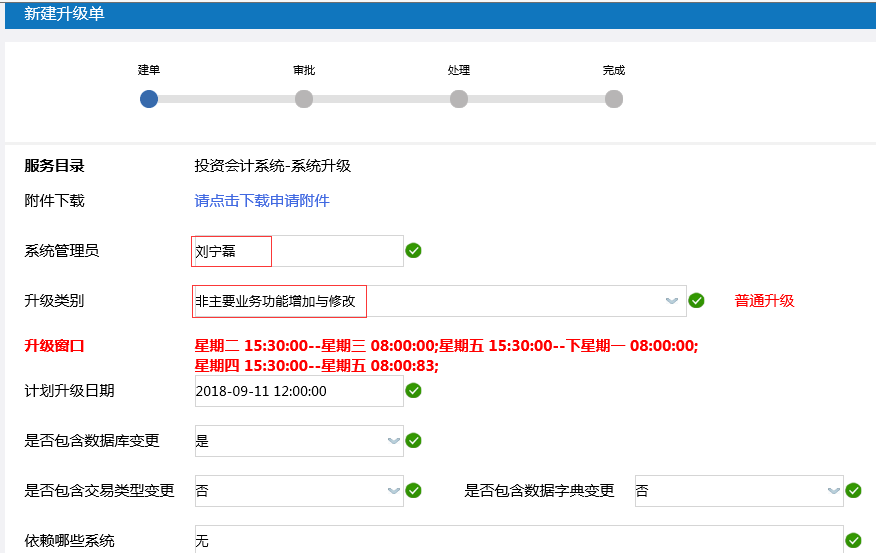 新建升级单
建单 审批 处理 完成
服务目录 投资会计系统-系统升级
附件下载 请点击下载申请附件
系统管理员 刘宁磊
升级类别 非主要业务功能增加与修改 普通升级
升级窗口 星期二 15:30:00--星期三 08:00:00;星期五 15:30:00--下星期一 08:00:00;
星期四 15:30:00--星期五 08:00:83;
计划升级日期 2018-09-11 12:00:00
是否包含数据库变更 是
是否包含交易类型变更 否 是否包含数据字典变更 否
依赖哪些系统 无